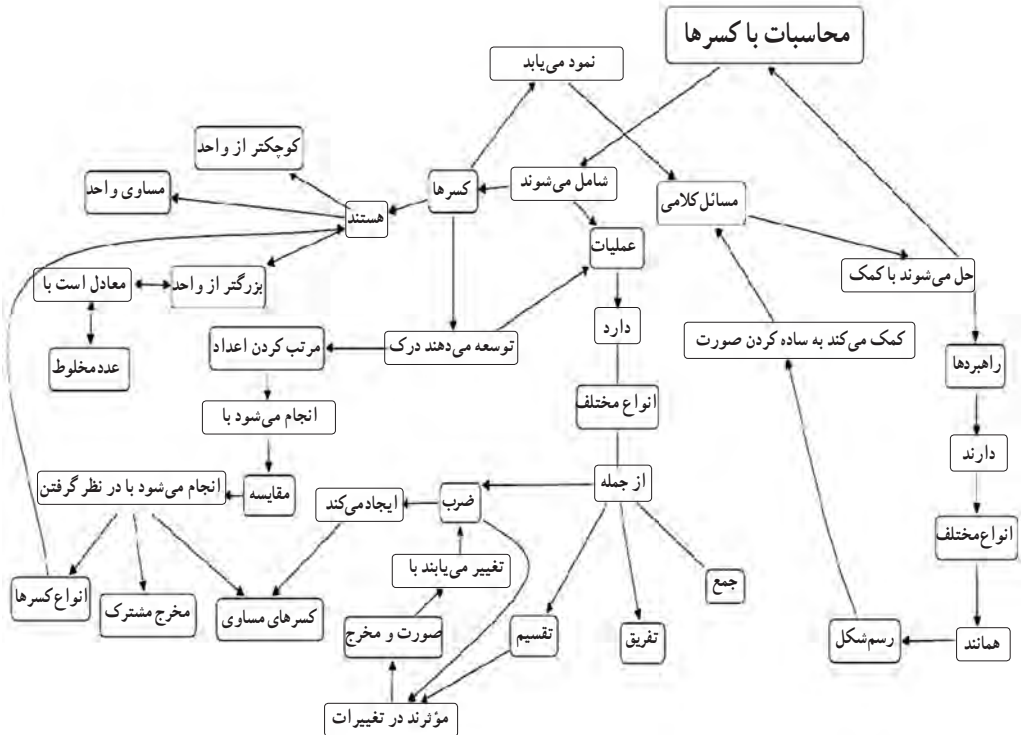 محاسبات با کسرها
نمود می‌یابد
کوچکتر از واحد
شامل می‌شوند
کسرها
مساوی واحد
مسائل کلامی
هستند
عملیات
حل می‌شوند با کمک
بزرگتر از واحد
معادل است با
دارد
کمک می‌کند به ساده کردن صورت
توسعه می‌دهند درک
مرتب کردن اعداد
راهبردها
عدد مخلوط
انواع مختلف
انجام می‌شود با
دارند
از جمله
انجام می‌شود با در نظر گرفتن
مقایسه
ضرب
ایجاد می‌کند
انواع مختلف
تغییر می‌یابند با
جمع
انواع کسرها
مخرج مشترک
کسرهای مساوی
صورت و مخرج
تقسیم
تفریق
رسم شکل
همانند
مؤثرند در تغییرات